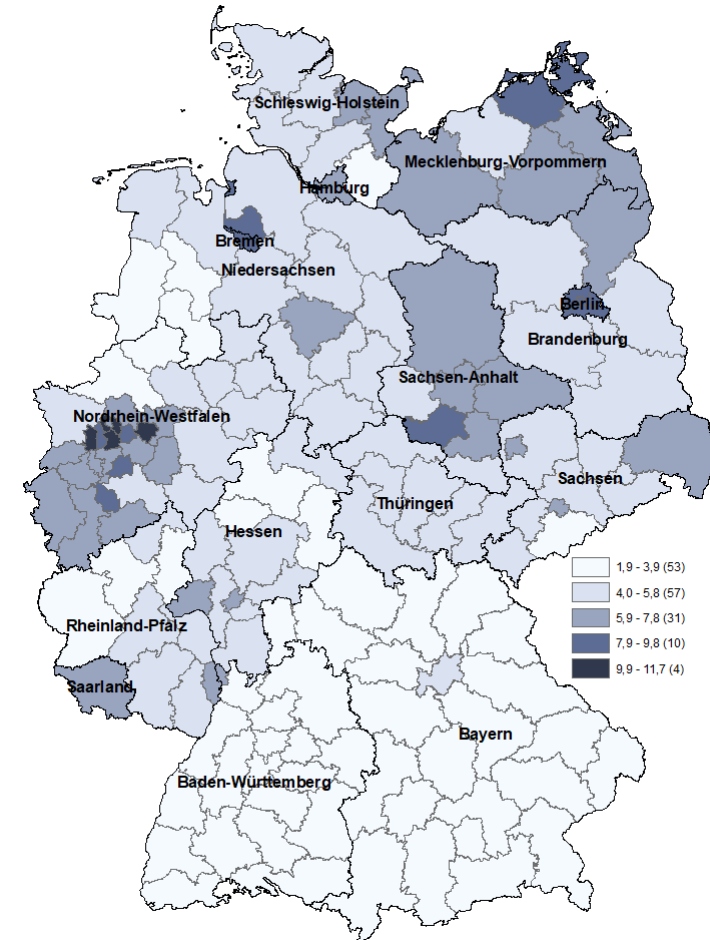 Schleswig-Holstein
Mecklenburg-Vorpommern
Hamburg
Bremen
Niedersachsen
Berlin
Brandenburg
Sachsen-Anhalt
Nordrhein-Westfalen
Sachsen
Thüringen
Hessen
1,9 - 3,9 (53)
4,0 - 5,8 (57)
5,9 - 7,8 (31)
7,9 - 9,8 (10)
9,9 - 11,7 (4)
Rheinland-Pfalz
Saarland
Bayern
Baden-Württemberg